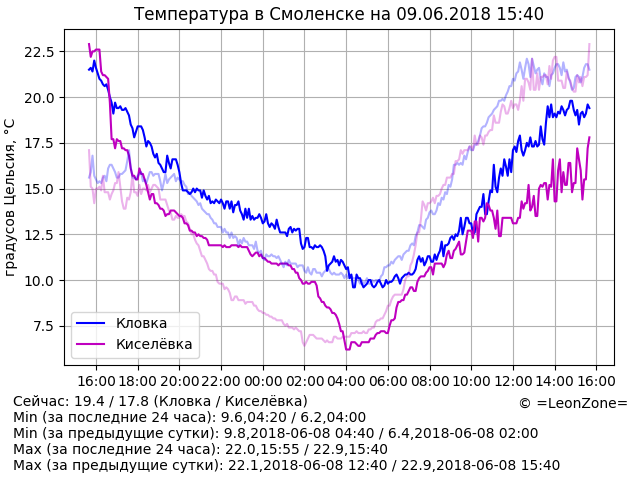 Температура в Смоленске на 09.06.2018 15:40
градусов Цельсия, °C
22.5
20.0
17.5
15.0
12.5
10.0
7.5
Кловка
Киселёвка
16:00 18:00 20:00 22:00 00:00 02:00 04:00 06:00 08:00 10:00 12:00 14:00 16:00
Сейчас: 19.4 / 17.8 (Кловка / Киселёвка)
© =LeonZone=
Min (за последние 24 часа): 9.6,04:20 / 6.2,04:00
Min (за предыдущие сутки): 9.8,2018-06-08 04:40 / 6.4,2018-06-08 02:00
Max (за последние 24 часа): 22.0,15:55 / 22.9,15:40
Max (за предыдущие сутки): 22.1,2018-06-08 12:40 / 22.9,2018-06-08 15:40